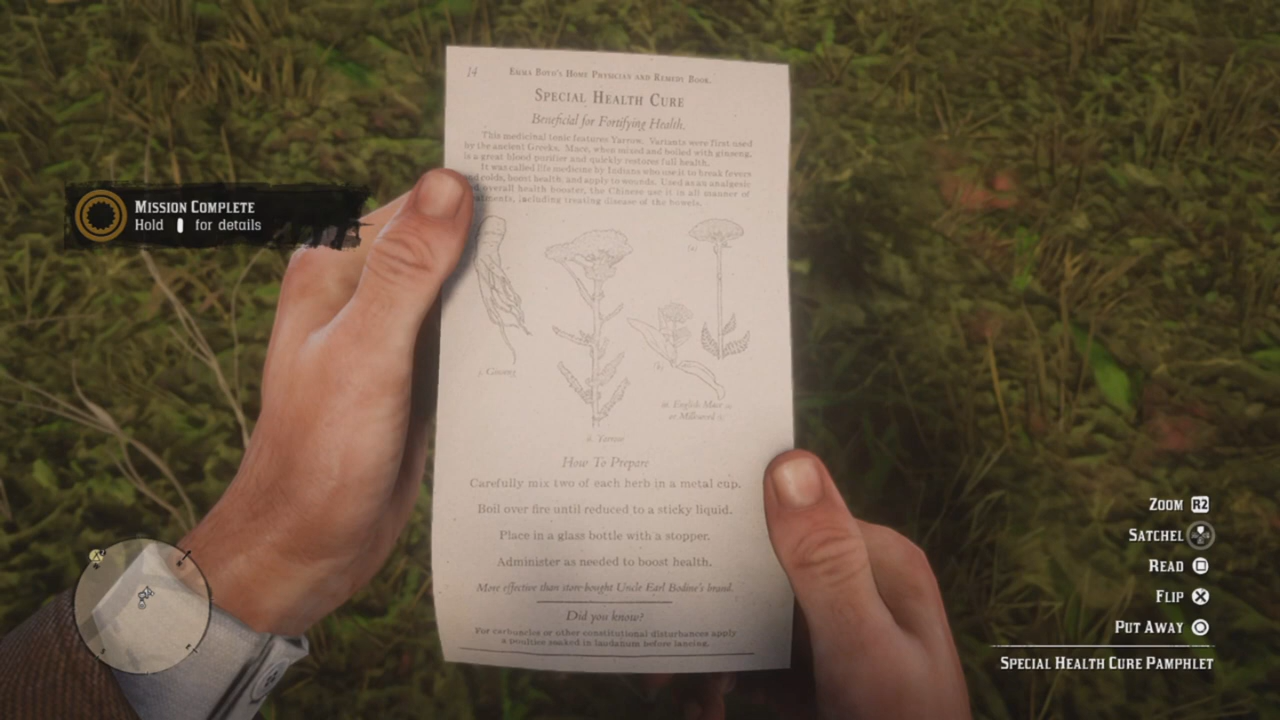 14 Emma Boyd's Home Physician and Remedy Book.
Special Health Cure
Beneficial for Fortifying Health.
This medicinal tonic features Yarrow. Variants were first used
by the ancient Greeks. Mace, when mixed and boiled with ginseng,
is a great blood purifier and quickly restores full health.
It was called life medicine by Indians who use it to break fevers
colds, boost health, and apply to wounds. Used as an analgesic
overall health booster, the Chinese use it in all manner of
including treating disease of the bowels.
Mission Complete
Hold for details
(a)
(b)
Ginseng
English Mace
or Milfoil
Yarrow
How To Prepare
Carefully mix two of each herb in a metal cup.
Boil over fire until reduced to a sticky liquid.
Place in a glass bottle with a stopper.
Administer as needed to boost health.
More effective than store-bought Uncle Earl Bodine's brand.
Did you know?
For carbuncles or other constitutional disturbances apply
a poultice soaked in laudanum before lancing.
Zoom R2
Satchel
Read
Flip
Put Away
Special Health Cure Pamphlet